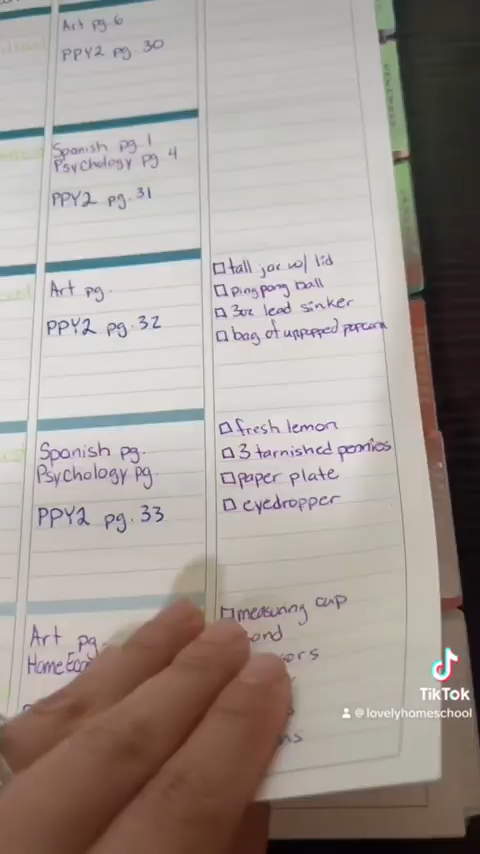 Art pg. 6
PPY2 pg. 30
Spanish pg. 1
Psychology pg. 4
PPY2 pg. 31
Art pg.
PPY2 pg. 32
tall jar w/ lid
ping pong ball
3oz lead sinker
bag of unpopped popcorn
Spanish pg.
Psychology pg.
PPY2 pg. 33
fresh lemon
3 tarnished pennies
paper plate
eyedropper
Art pg.
Home Econ
measuring cup
TikTok
@lovelyhomeschool